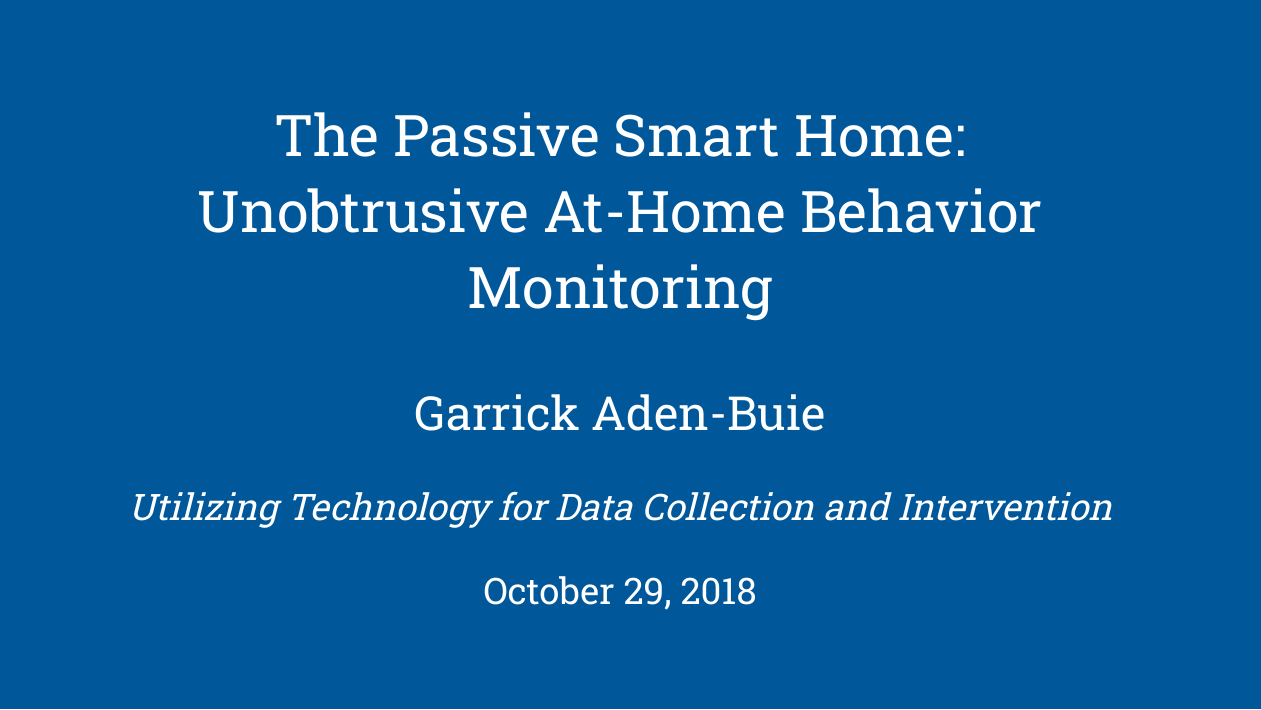 The Passive Smart Home:
Unobtrusive At-Home Behavior
Monitoring
Garrick Aden-Buie
Utilizing Technology for Data Collection and Intervention
October 29, 2018